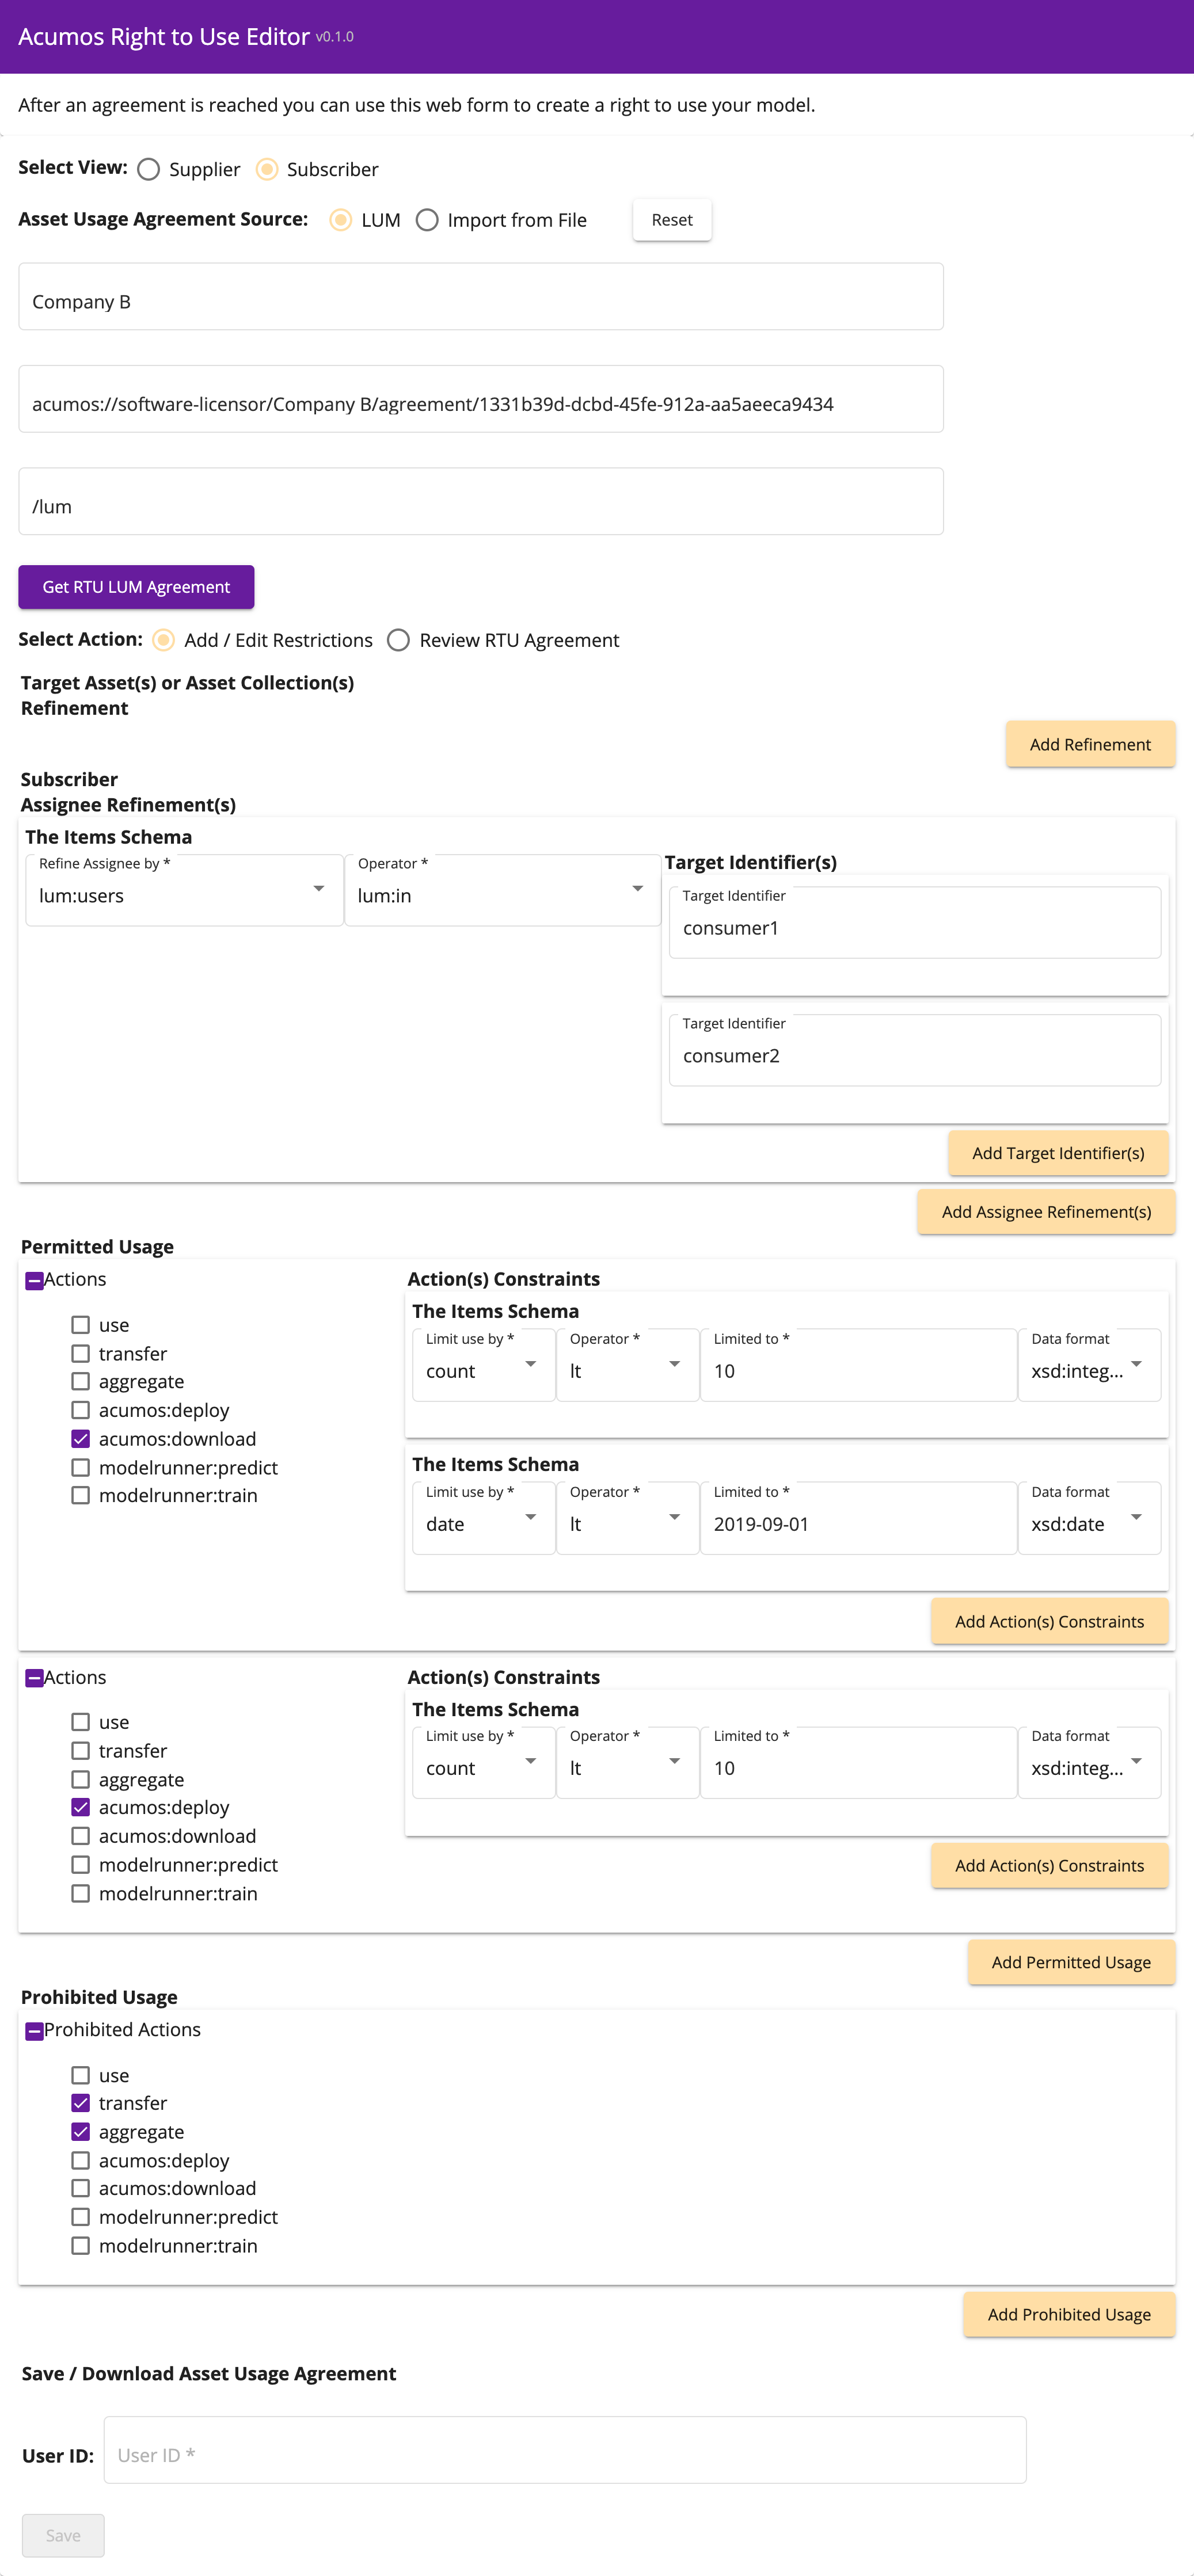 Acumos Right to Use Editor v0.1.0
After an agreement is reached you can use this web form to create a right to use your model.
Select View: Supplier Subscriber
Asset Usage Agreement Source: LUM Import from File Reset
Company B
acumos://software-licensor/Company B/agreement/1331b39d-dcbd-45fe-912a-aa5aeeca9434
/lum
Get RTU LUM Agreement
Select Action: Add / Edit Restrictions Review RTU Agreement
Target Asset(s) or Asset Collection(s)
Refinement
Add Refinement
Subscriber
Assignee Refinement(s)
The Items Schema
Refine Assignee by * Operator *
lum:users lum:in
Target Identifier(s)
Target Identifier
consumer1
Target Identifier
consumer2
Add Target Identifier(s)
Add Assignee Refinement(s)
Permitted Usage
Actions
use
transfer
aggregate
acumos:deploy
acumos:download
modelrunner:predict
modelrunner:train
Action(s) Constraints
The Items Schema
Limit use by * Operator * Limited to * Data format
count lt 10 xsd:integ...
The Items Schema
Limit use by * Operator * Limited to * Data format
date lt 2019-09-01 xsd:date
Add Action(s) Constraints
Actions
use
transfer
aggregate
acumos:deploy
acumos:download
modelrunner:predict
modelrunner:train
Action(s) Constraints
The Items Schema
Limit use by * Operator * Limited to * Data format
count lt 10 xsd:integ...
Add Action(s) Constraints
Add Permitted Usage
Prohibited Usage
Prohibited Actions
use
transfer
aggregate
acumos:deploy
acumos:download
modelrunner:predict
modelrunner:train
Add Prohibited Usage
Save / Download Asset Usage Agreement
User ID: User ID *
Save